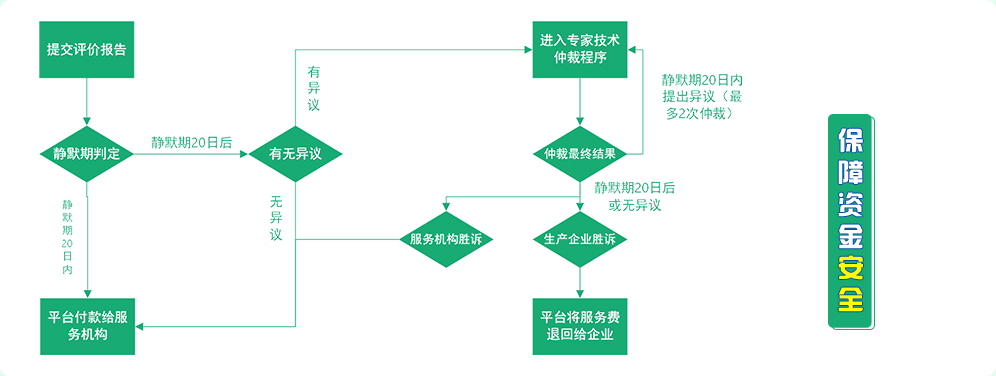 提交评价报告
静默期判定
静默期20日后
有无异议
有异议
无异议
静默期20日内
平台付款给服
务机构
进入专家技术
仲裁程序
静默期20日内
提出异议（最
多2次仲裁）
仲裁最终结果
静默期20日后
或无异议
服务机构胜诉
生产企业胜诉
平台将服务费
退回给企业
保障资金安全